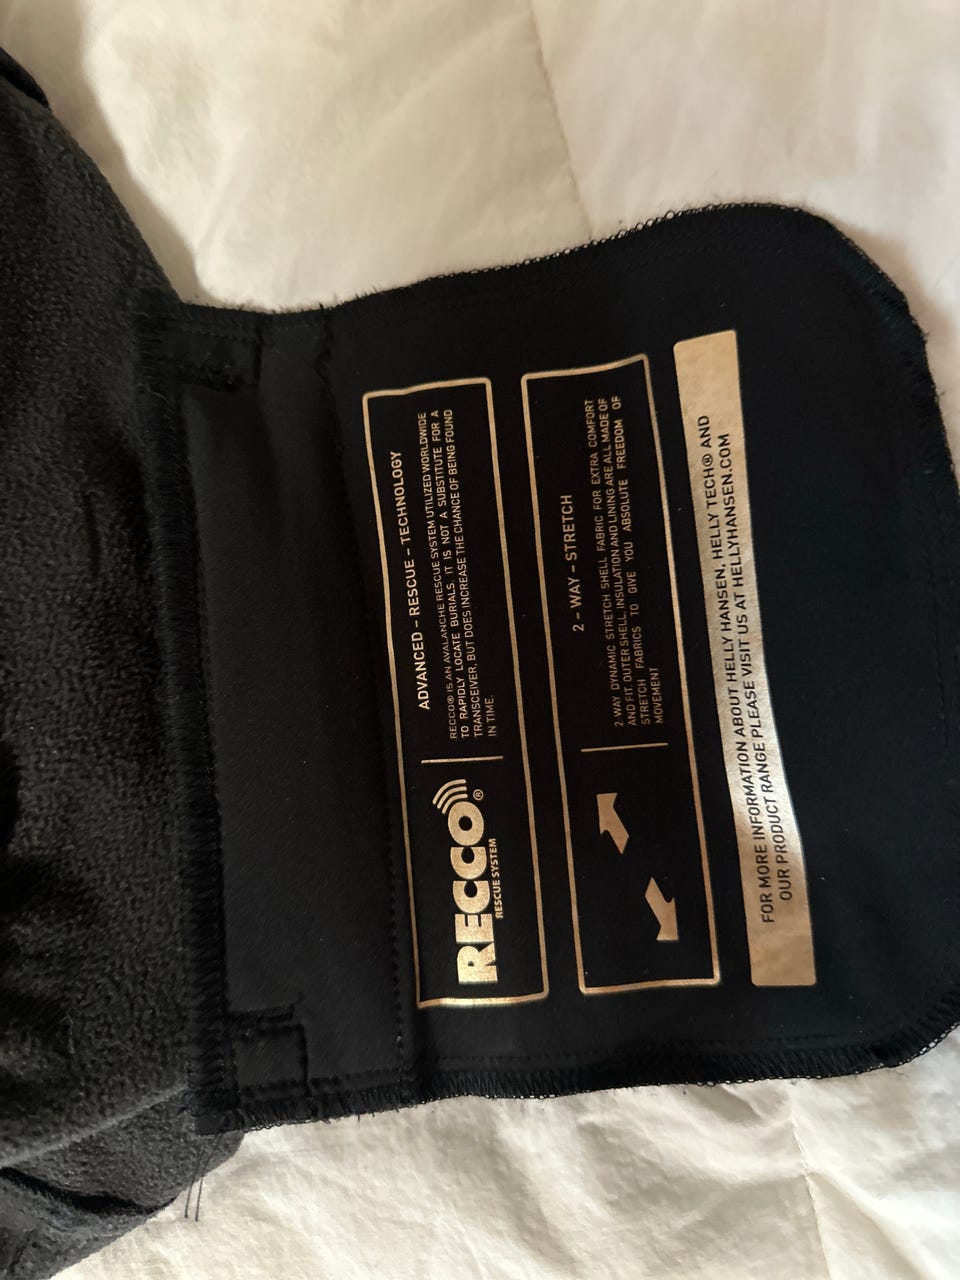 RECCO®
RESCUE SYSTEM
ADVANCED – RESCUE – TECHNOLOGY
RECCO® IS AN AVALANCHE RESCUE SYSTEM UTILIZED WORLDWIDE
TO RAPIDLY LOCATE BURIALS. IT IS NOT A SUBSTITUTE FOR A
TRANSCEIVER, BUT DOES INCREASE THE CHANCE OF BEING FOUND
IN TIME.
2 – WAY – STRETCH
2-WAY DYNAMIC STRETCH SHELL FABRIC FOR EXTRA COMFORT
AND FIT. OUTER SHELL, INSULATION AND LINING ARE ALL MADE OF
STRETCH FABRICS TO GIVE YOU ABSOLUTE FREEDOM OF
MOVEMENT
FOR MORE INFORMATION ABOUT HELLY HANSEN, HELLY TECH® AND
OUR PRODUCT RANGE PLEASE VISIT US AT HELLYHANSEN.COM